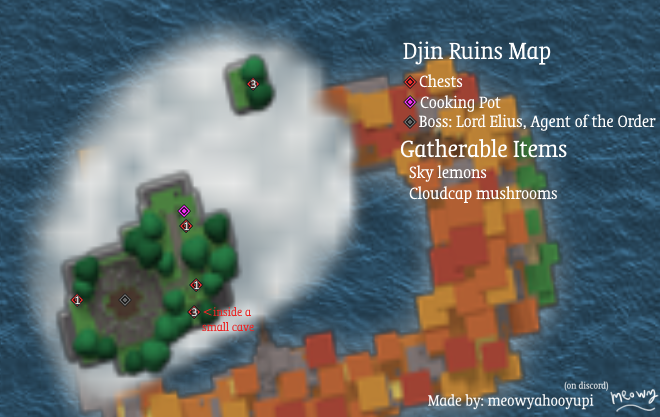 Djin Ruins Map
Chests
Cooking Pot
Boss: Lord Elius, Agent of the Order
Gatherable Items
Sky lemons
Cloudcap mushrooms
3
1
1
1
3 <inside a
small cave
(on discord)
Made by: meowyahooyupi
meowy